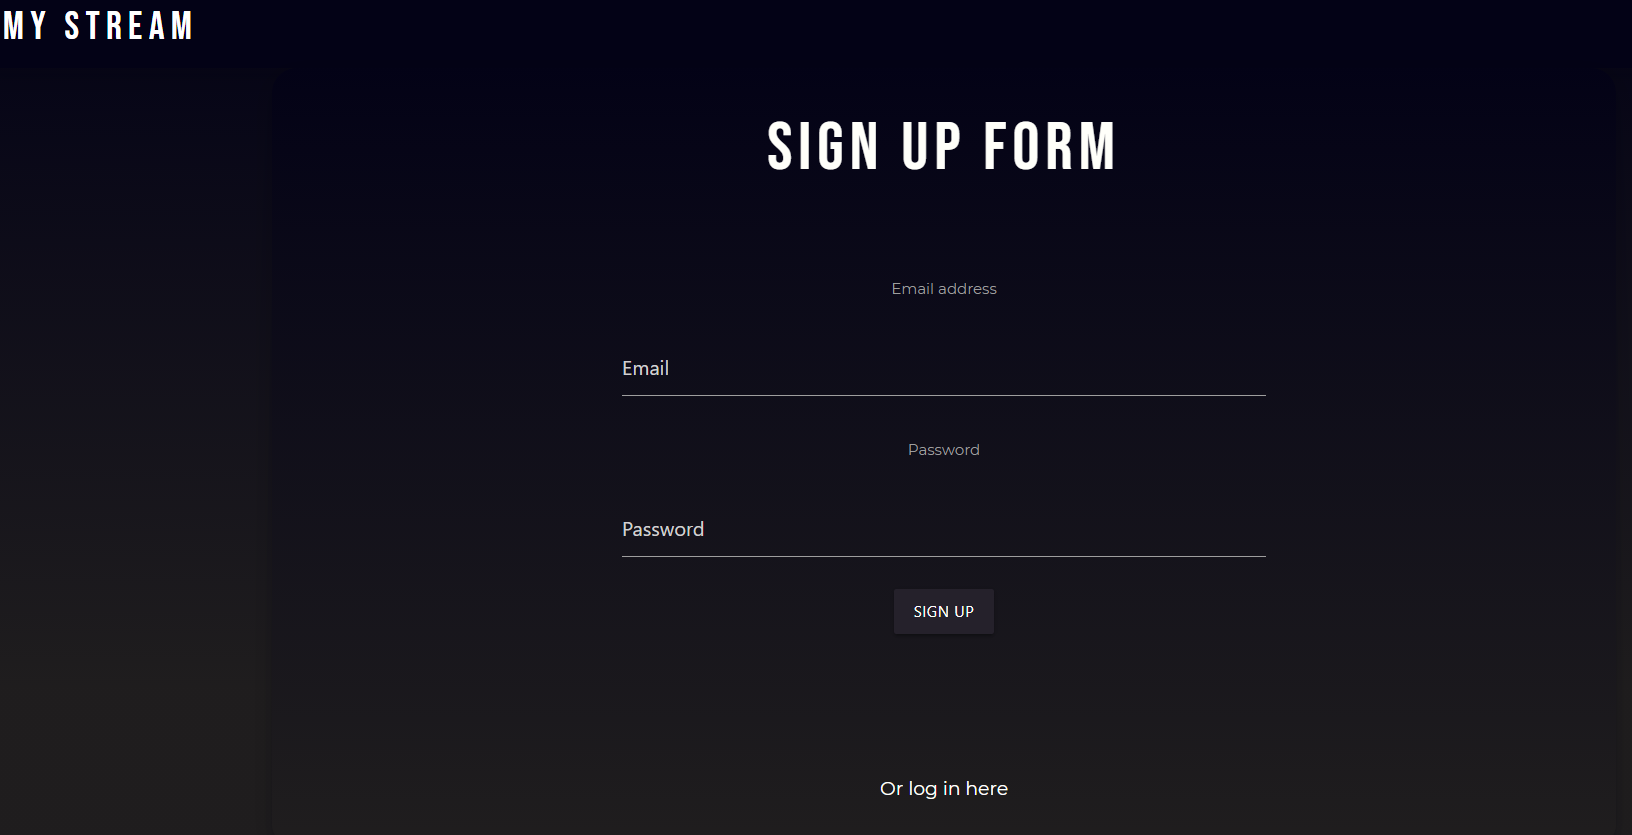 MY STREAM
SIGN UP FORM
Email address
Email
Password
Password
SIGN UP
Or log in here